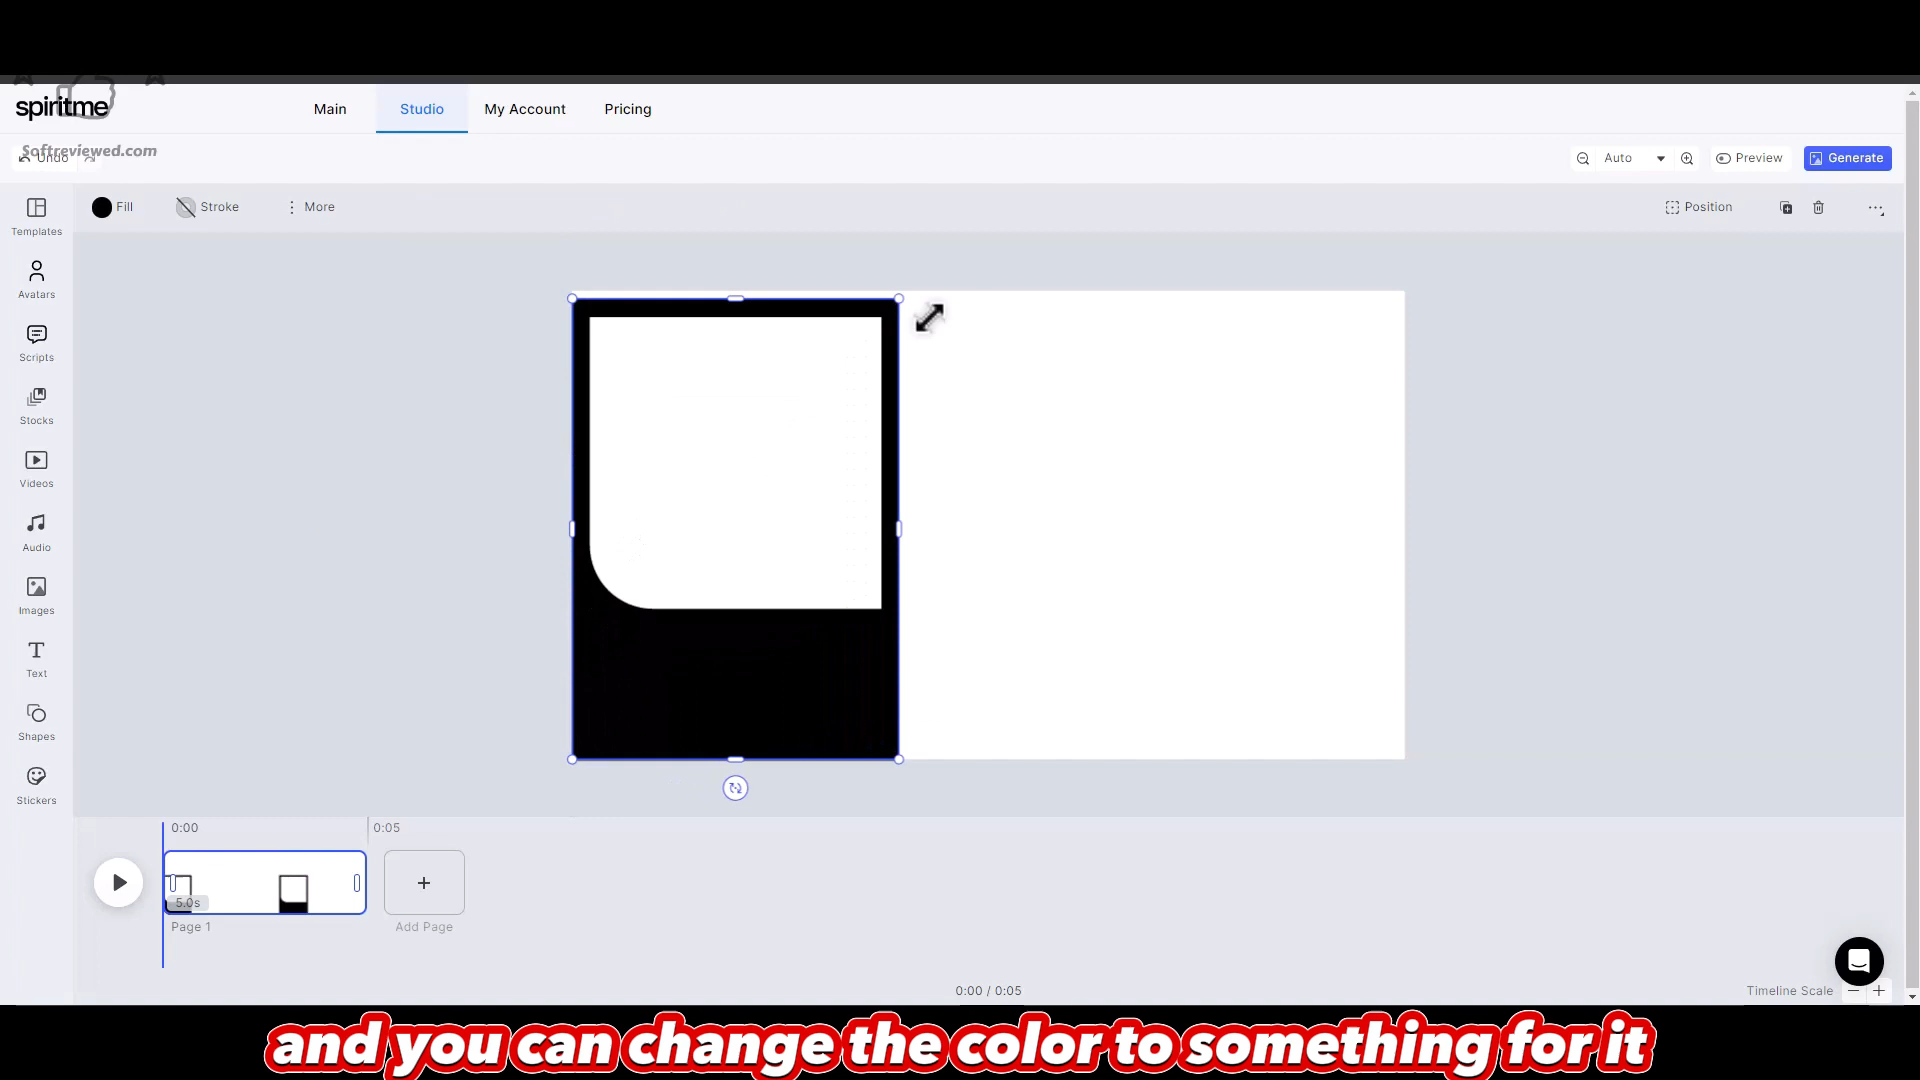 spiritme
Main
Studio
My Account
Pricing
Softreviewed.com
Undo
Auto
Preview
Generate
Fill
Stroke
More
Position
Templates
Avatars
Scripts
Stocks
Videos
Audio
Images
Text
Shapes
Stickers
0:00
0:05
5.0s
Page 1
Add Page
0:00 / 0:05
Timeline Scale
and you can change the color to something for it